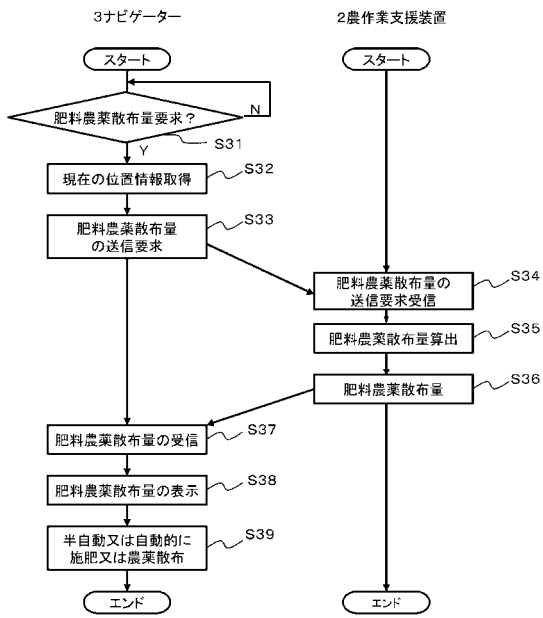 3ナビゲーター
2農作業支援装置
スタート
スタート
肥料農薬散布量要求？
N
Y
S31
現在の位置情報取得
S32
肥料農薬散布量
の送信要求
S33
肥料農薬散布量の
送信要求受信
S34
肥料農薬散布量算出
S35
肥料農薬散布量
S36
肥料農薬散布量の受信
S37
肥料農薬散布量の表示
S38
半自動又は自動的に
施肥又は農薬散布
S39
エンド
エンド